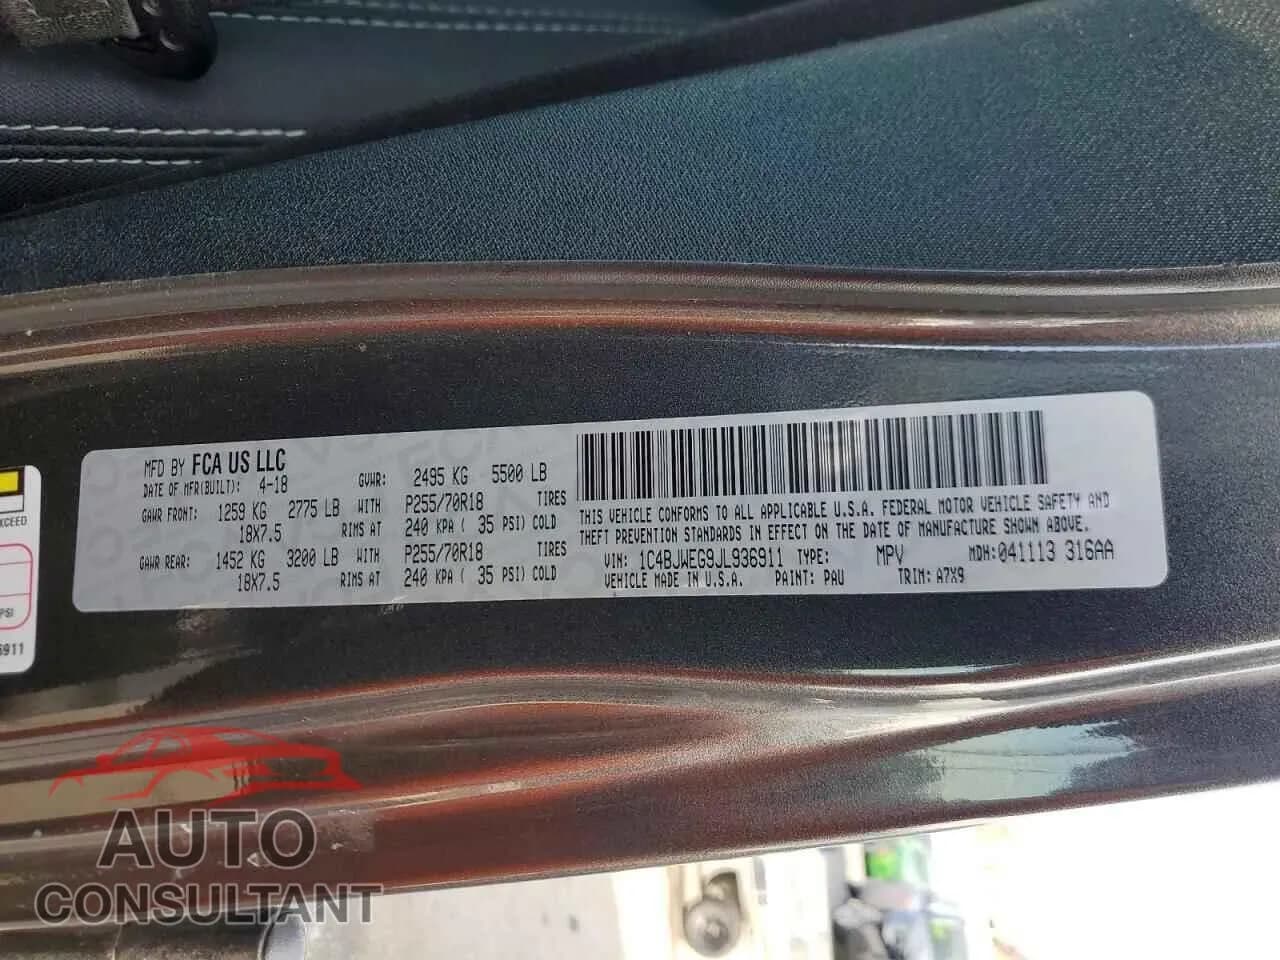 MFD BY FCA US LLC
DATE OF MFR(BUILT): 4-18 GVWR: 2495 KG 5500 LB
GAWR FRONT: 1259 KG 2775 LB WITH P255/70R18 TIRES
18X7.5 RIMS AT 240 KPA ( 35 PSI) COLD
GAWR REAR: 1452 KG 3200 LB WITH P255/70R18 TIRES
18X7.5 RIMS AT 240 KPA ( 35 PSI) COLD
THIS VEHICLE CONFORMS TO ALL APPLICABLE U.S.A. FEDERAL MOTOR VEHICLE SAFETY AND
THEFT PREVENTION STANDARDS IN EFFECT ON THE DATE OF MANUFACTURE SHOWN ABOVE.
VIN: 1C4BJWEG9JL936911 TYPE: MPV MDH: 041113 316AA
VEHICLE MADE IN U.S.A. PAINT: PAU TRIM: A7X9
XCEED
PSI
6911
AUTO
CONSULTANT